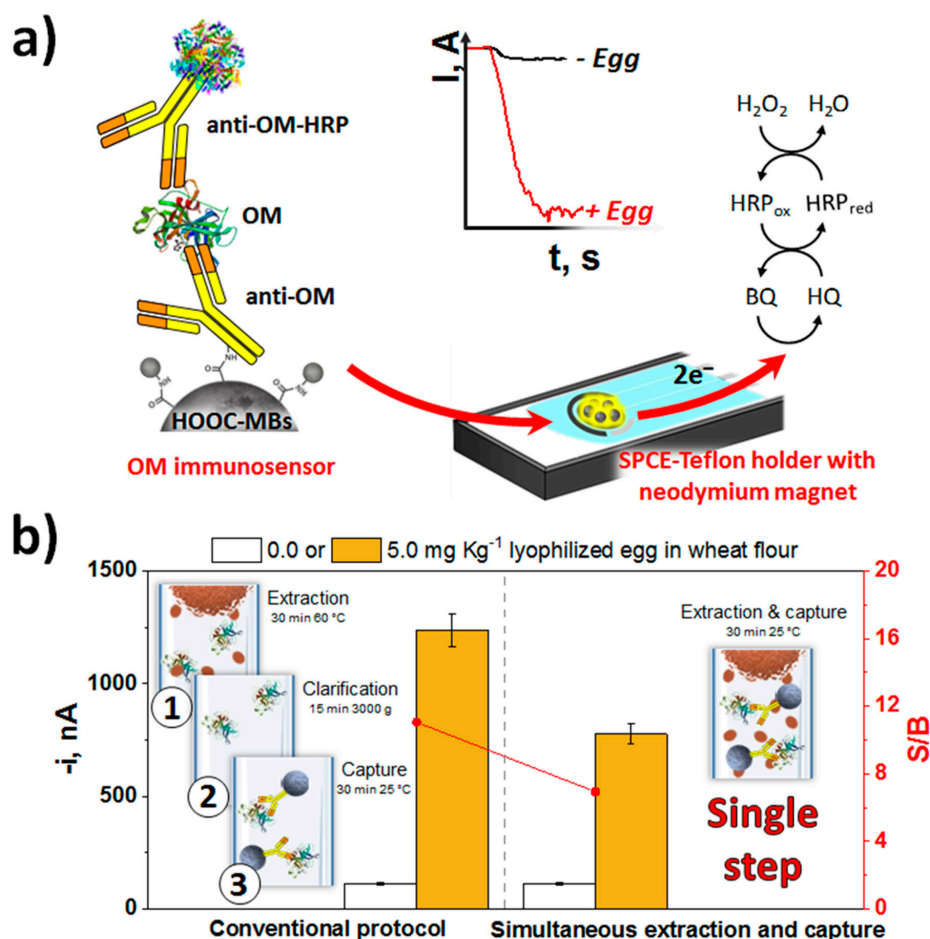 a)
anti-OM-HRP
OM
anti-OM
NH
NH
NH
O
O
O
HOOC-MBs
OM immunosensor
I, A
- Egg
+ Egg
t, s
H₂O₂ H₂O
HRPox HRPred
BQ HQ
2e⁻
SPCE-Teflon holder with
neodymium magnet
b)
0.0 or 5.0 mg Kg⁻¹ lyophilized egg in wheat flour
-i, nA
1500
1000
500
0
Extraction
30 min 60 °C
1
Clarification
15 min 3000 g
2
Capture
30 min 25 °C
3
Extraction & capture
30 min 25 °C
Single
step
20
16
12
8
4
0
S/B
Conventional protocol
Simultaneous extraction and capture